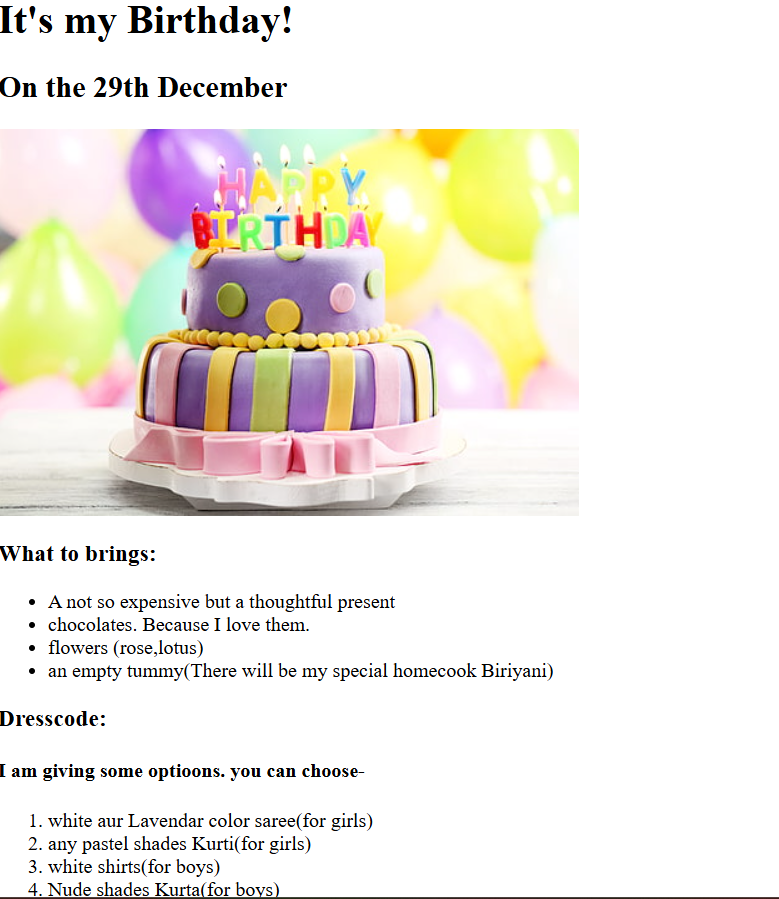 It's my Birthday!
On the 29th December
HAPPY
BIRTHDAY
What to brings:
A not so expensive but a thoughtful present
chocolates. Because I love them.
flowers (rose,lotus)
an empty tummy(There will be my special homecook Biriyani)
Dresscode:
I am giving some optioons. you can choose-
1. white aur Lavendar color saree(for girls)
2. any pastel shades Kurti(for girls)
3. white shirts(for boys)
4. Nude shades Kurta(for boys)